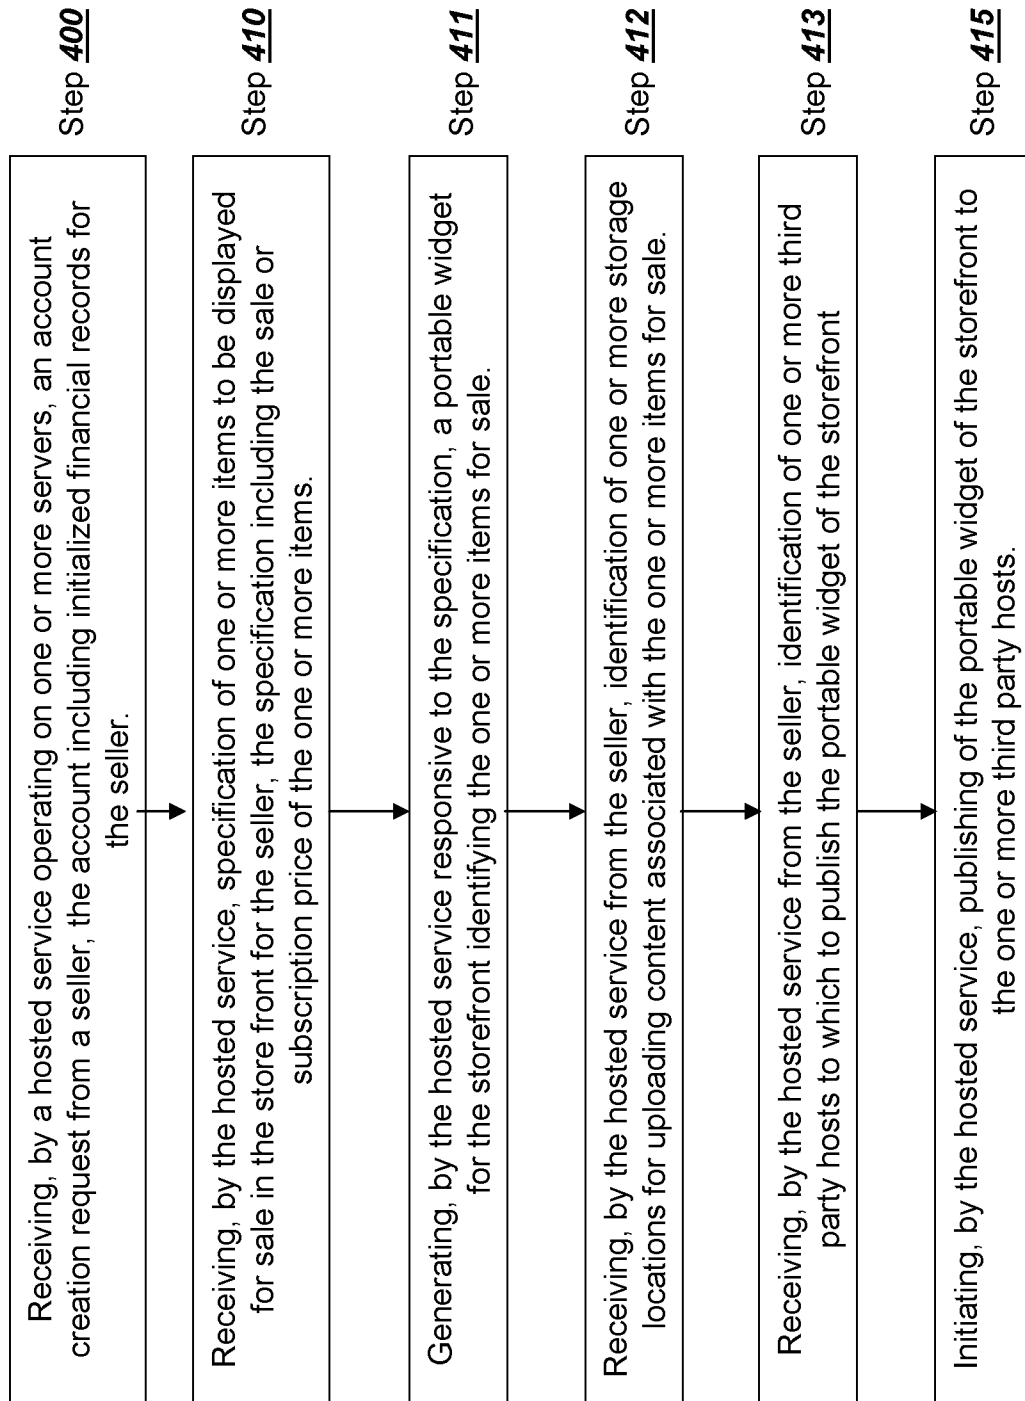 Receiving, by a hosted service operating on one or more servers, an account
creation request from a seller, the account including initialized financial records for
the seller.
Step 400
Receiving, by the hosted service, specification of one or more items to be displayed
for sale in the store front for the seller, the specification including the sale or
subscription price of the one or more items.
Step 410
Generating, by the hosted service responsive to the specification, a portable widget
for the storefront identifying the one or more items for sale.
Step 411
Receiving, by the hosted service from the seller, identification of one or more storage
locations for uploading content associated with the one or more items for sale.
Step 412
Receiving, by the hosted service from the seller, identification of one or more third
party hosts to which to publish the portable widget of the storefront
Step 413
Initiating, by the hosted service, publishing of the portable widget of the storefront to
the one or more third party hosts.
Step 415